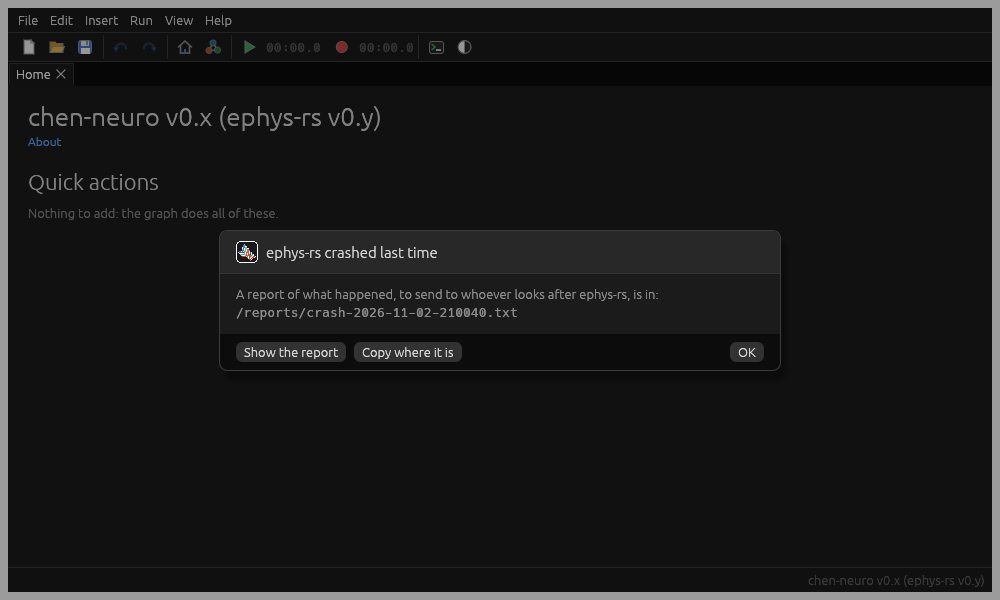 File Edit Insert Run View Help
00:00.0 00:00.0
Home
chen-neuro v0.x (ephys-rs v0.y)
About
Quick actions
Nothing to add: the graph does all of these.
ephys-rs crashed last time
A report of what happened, to send to whoever looks after ephys-rs, is in:
/reports/crash-2026-11-02-210040.txt
Show the report Copy where it is OK
chen-neuro v0.x (ephys-rs v0.y)